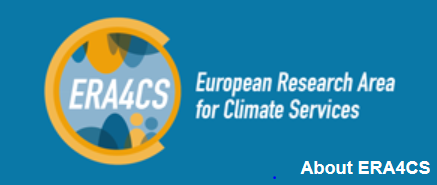 ERA4CS
European Research Area
for Climate Services
About ERA4CS